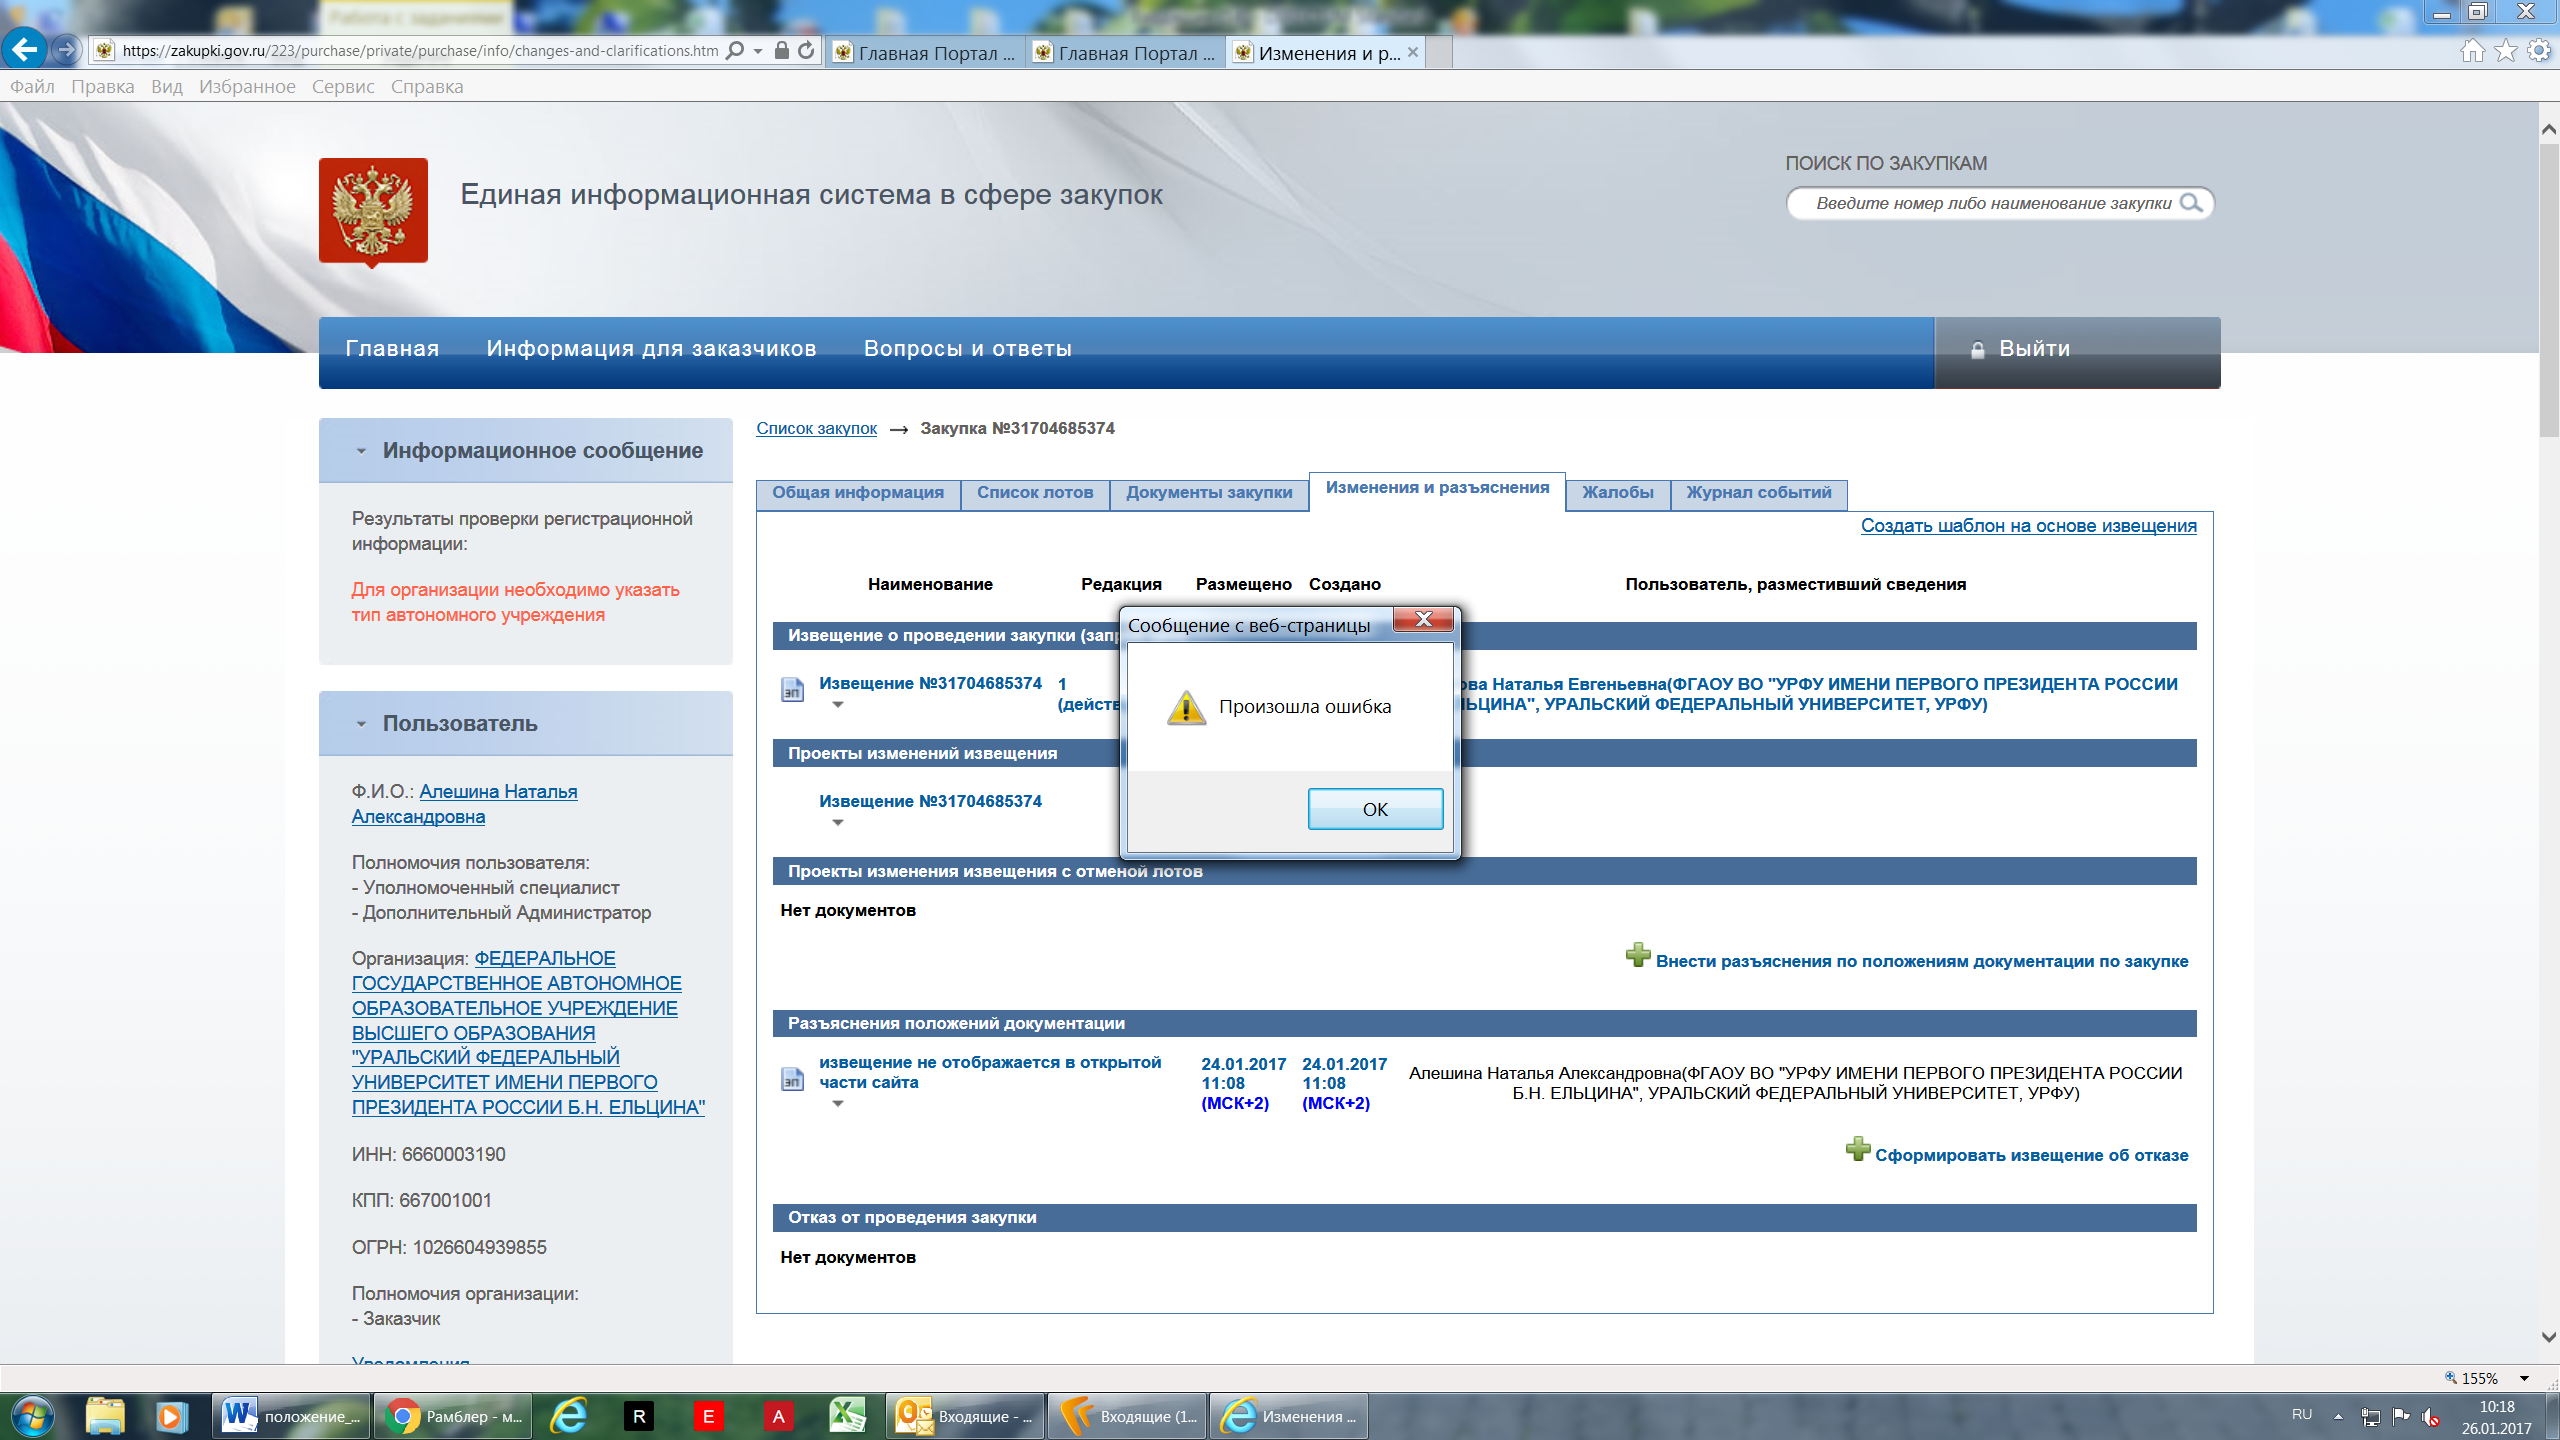 Работа с заданиями
https://zakupki.gov.ru/223/purchase/private/purchase/info/changes-and-clarifications.htm
Главная Портал ...
Главная Портал ...
Изменения и р...
Файл Правка Вид Избранное Сервис Справка
Единая информационная система в сфере закупок
ПОИСК ПО ЗАКУПКАМ
Введите номер либо наименование закупки
Главная Информация для заказчиков Вопросы и ответы Выйти
Информационное сообщение
Результаты проверки регистрационной
информации:
Для организации необходимо указать
тип автономного учреждения
Пользователь
Ф.И.О.: Алешина Наталья
Александровна
Полномочия пользователя:
- Уполномоченный специалист
- Дополнительный Администратор
Организация: ФЕДЕРАЛЬНОЕ
ГОСУДАРСТВЕННОЕ АВТОНОМНОЕ
ОБРАЗОВАТЕЛЬНОЕ УЧРЕЖДЕНИЕ
ВЫСШЕГО ОБРАЗОВАНИЯ
"УРАЛЬСКИЙ ФЕДЕРАЛЬНЫЙ
УНИВЕРСИТЕТ ИМЕНИ ПЕРВОГО
ПРЕЗИДЕНТА РОССИИ Б.Н. ЕЛЬЦИНА"
ИНН: 6660003190
КПП: 667001001
ОГРН: 1026604939855
Полномочия организации:
- Заказчик
Уведомления
Список закупок → Закупка №31704685374
Общая информация Список лотов Документы закупки Изменения и разъяснения Жалобы Журнал событий
Создать шаблон на основе извещения
Наименование Редакция Размещено Создано Пользователь, разместивший сведения
Извещение о проведении закупки (запр
ЭП Извещение №31704685374 1
(действ
ова Наталья Евгеньевна(ФГАОУ ВО "УРФУ ИМЕНИ ПЕРВОГО ПРЕЗИДЕНТА РОССИИ
ЬЦИНА", УРАЛЬСКИЙ ФЕДЕРАЛЬНЫЙ УНИВЕРСИТЕТ, УРФУ)
Сообщение с веб-страницы
Произошла ошибка
OK
Проекты изменений извещения
Извещение №31704685374
Проекты изменения извещения с отменой лотов
Нет документов
Внести разъяснения по положениям документации по закупке
Разъяснения положений документации
ЭП извещение не отображается в открытой
части сайта
24.01.2017
11:08
(МСК+2)
24.01.2017
11:08
(МСК+2)
Алешина Наталья Александровна(ФГАОУ ВО "УРФУ ИМЕНИ ПЕРВОГО ПРЕЗИДЕНТА РОССИИ
Б.Н. ЕЛЬЦИНА", УРАЛЬСКИЙ ФЕДЕРАЛЬНЫЙ УНИВЕРСИТЕТ, УРФУ)
Сформировать извещение об отказе
Отказ от проведения закупки
Нет документов
155%
положение_...
Рамблер - м...
R
E
A
Входящие - ...
Входящие (1...
Изменения ...
RU
10:18
26.01.2017